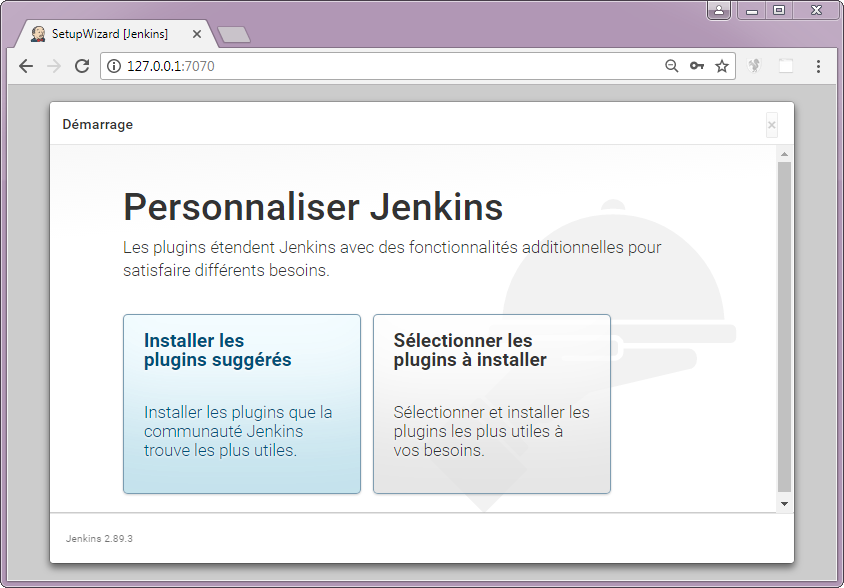 SetupWizard [Jenkins]
127.0.0.1:7070
Démarrage
Personnaliser Jenkins
Les plugins étendent Jenkins avec des fonctionnalités additionnelles pour
satisfaire différents besoins.
Installer les
plugins suggérés
Installer les plugins que la
communauté Jenkins
trouve les plus utiles.
Sélectionner les
plugins à installer
Sélectionner et installer les
plugins les plus utiles à
vos besoins.
Jenkins 2.89.3